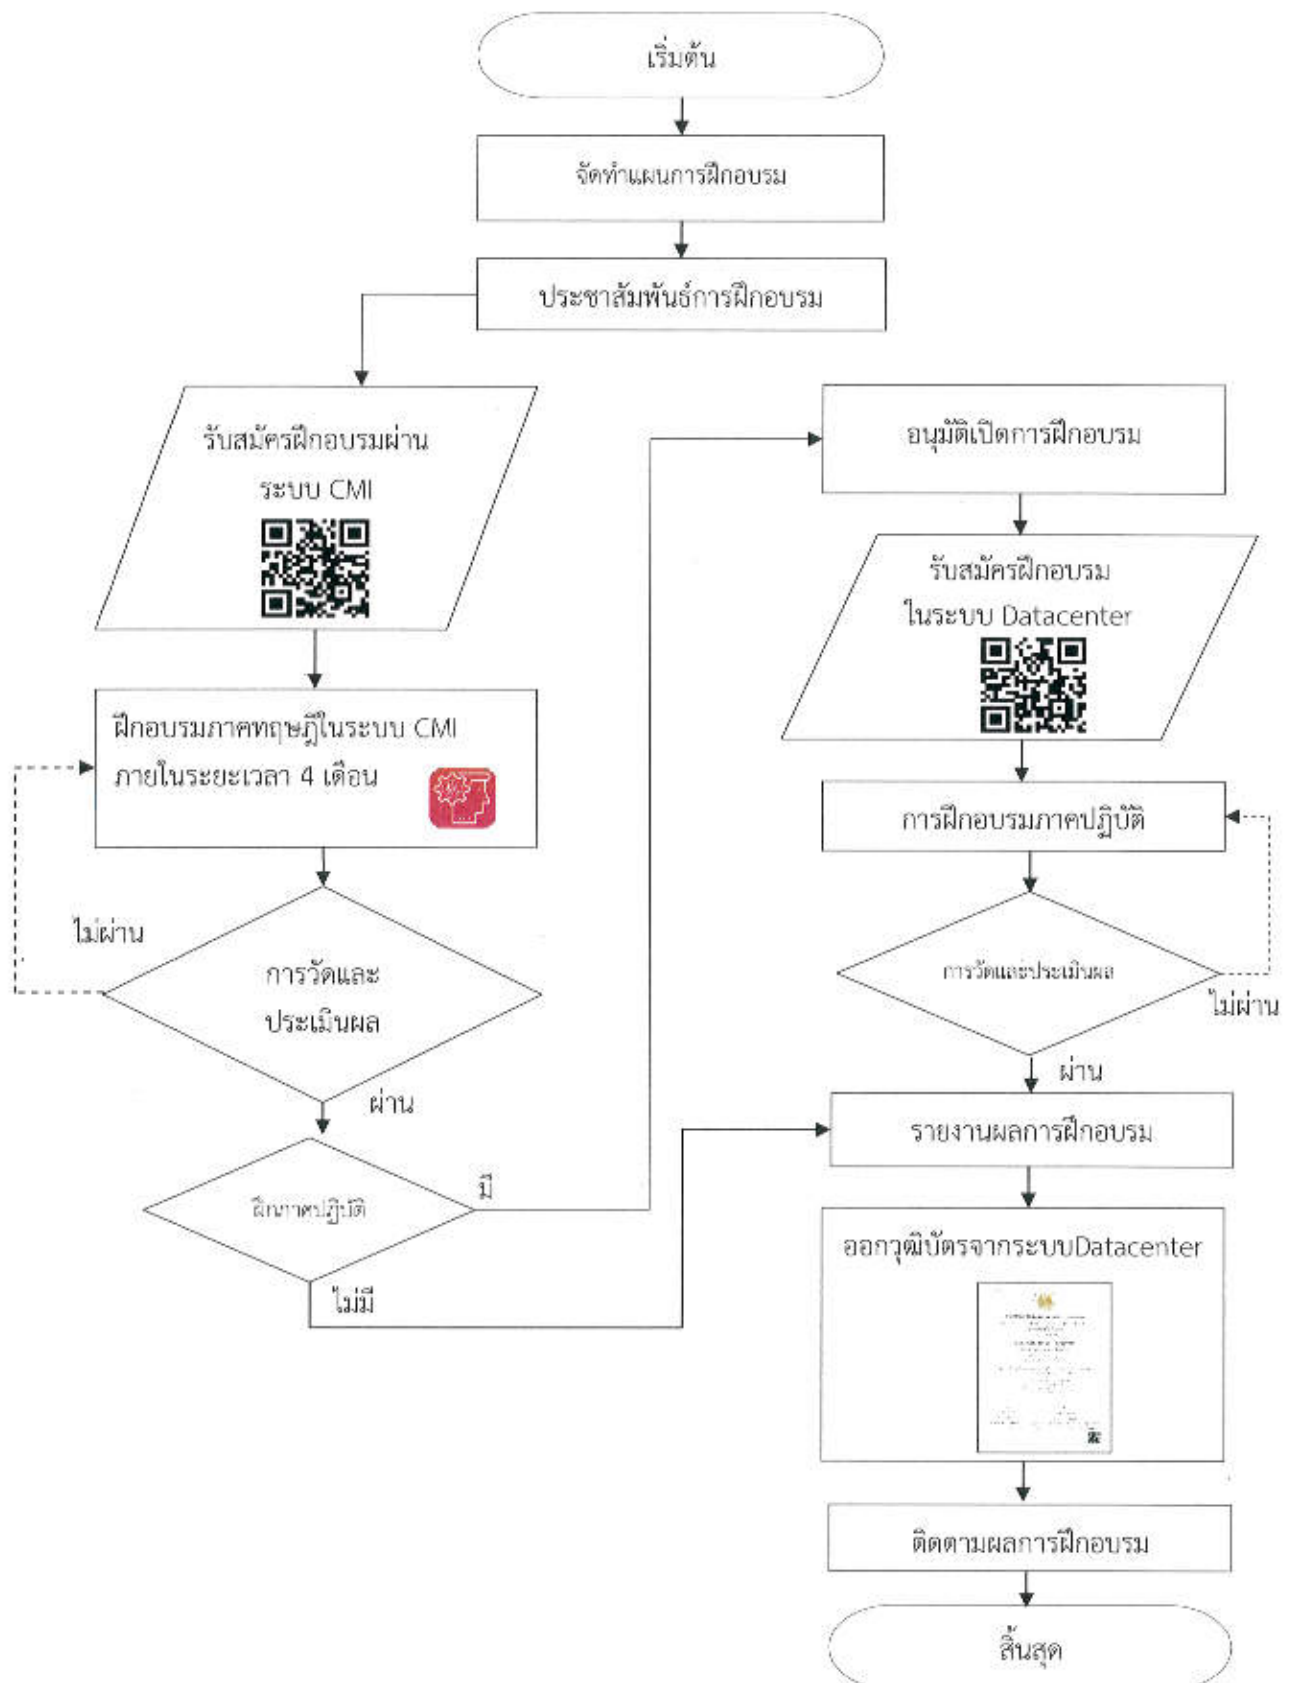 เริ่มต้น
จัดทำแผนการฝึกอบรม
ประชาสัมพันธ์การฝึกอบรม
รับสมัครฝึกอบรมผ่าน
ระบบ CMI
ฝึกอบรมภาคทฤษฎีในระบบ CMI
ภายในระยะเวลา 4 เดือน
ไม่ผ่าน
การวัดและ
ประเมินผล
ผ่าน
ฝึกภาคปฏิบัติ
มี
ไม่มี
อนุมัติเปิดการฝึกอบรม
รับสมัครฝึกอบรม
ในระบบ Datacenter
การฝึกอบรมภาคปฏิบัติ
การวัดและประเมินผล
ไม่ผ่าน
ผ่าน
รายงานผลการฝึกอบรม
ออกวุฒิบัตรจากระบบDatacenter
ติดตามผลการฝึกอบรม
สิ้นสุด